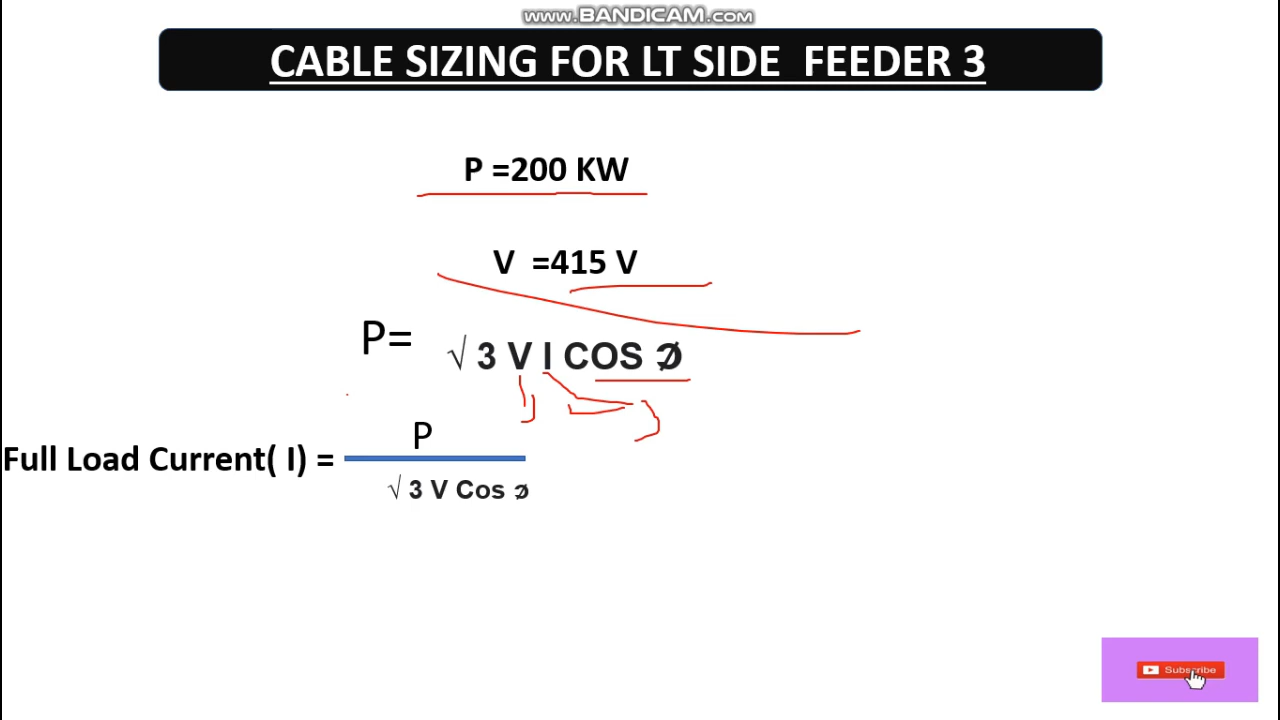 www.BANDICAM.com
CABLE SIZING FOR LT SIDE FEEDER 3
P =200 KW
V =415 V
P= √ 3 V I COS ϕ
P
Full Load Current( I) =
√ 3 V Cos ϕ
Subscribe